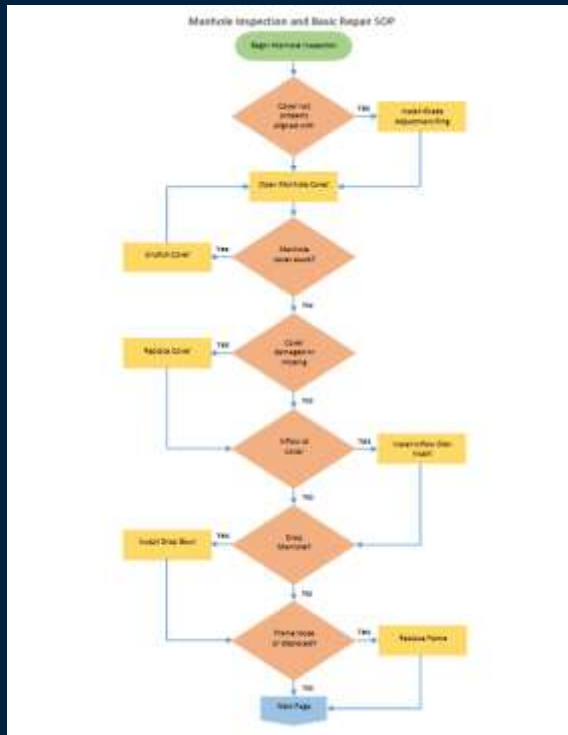 Manhole Inspection and Basic Repair SOP
Begin Manhole Inspection
Cover not
properly
aligned with
Yes
Install Grade
Adjustment Ring
Open Manhole Cover
Manhole
cover stuck?
Yes
Unstick Cover
No
Cover
damaged or
missing
Yes
Replace Cover
No
Inflow at
cover
Yes
Install Inflow Dish
Insert
No
Drop
Manhole?
Yes
Install Drop Bowl
No
Frame loose
or displaced?
Yes
Replace Frame
No
Next Page